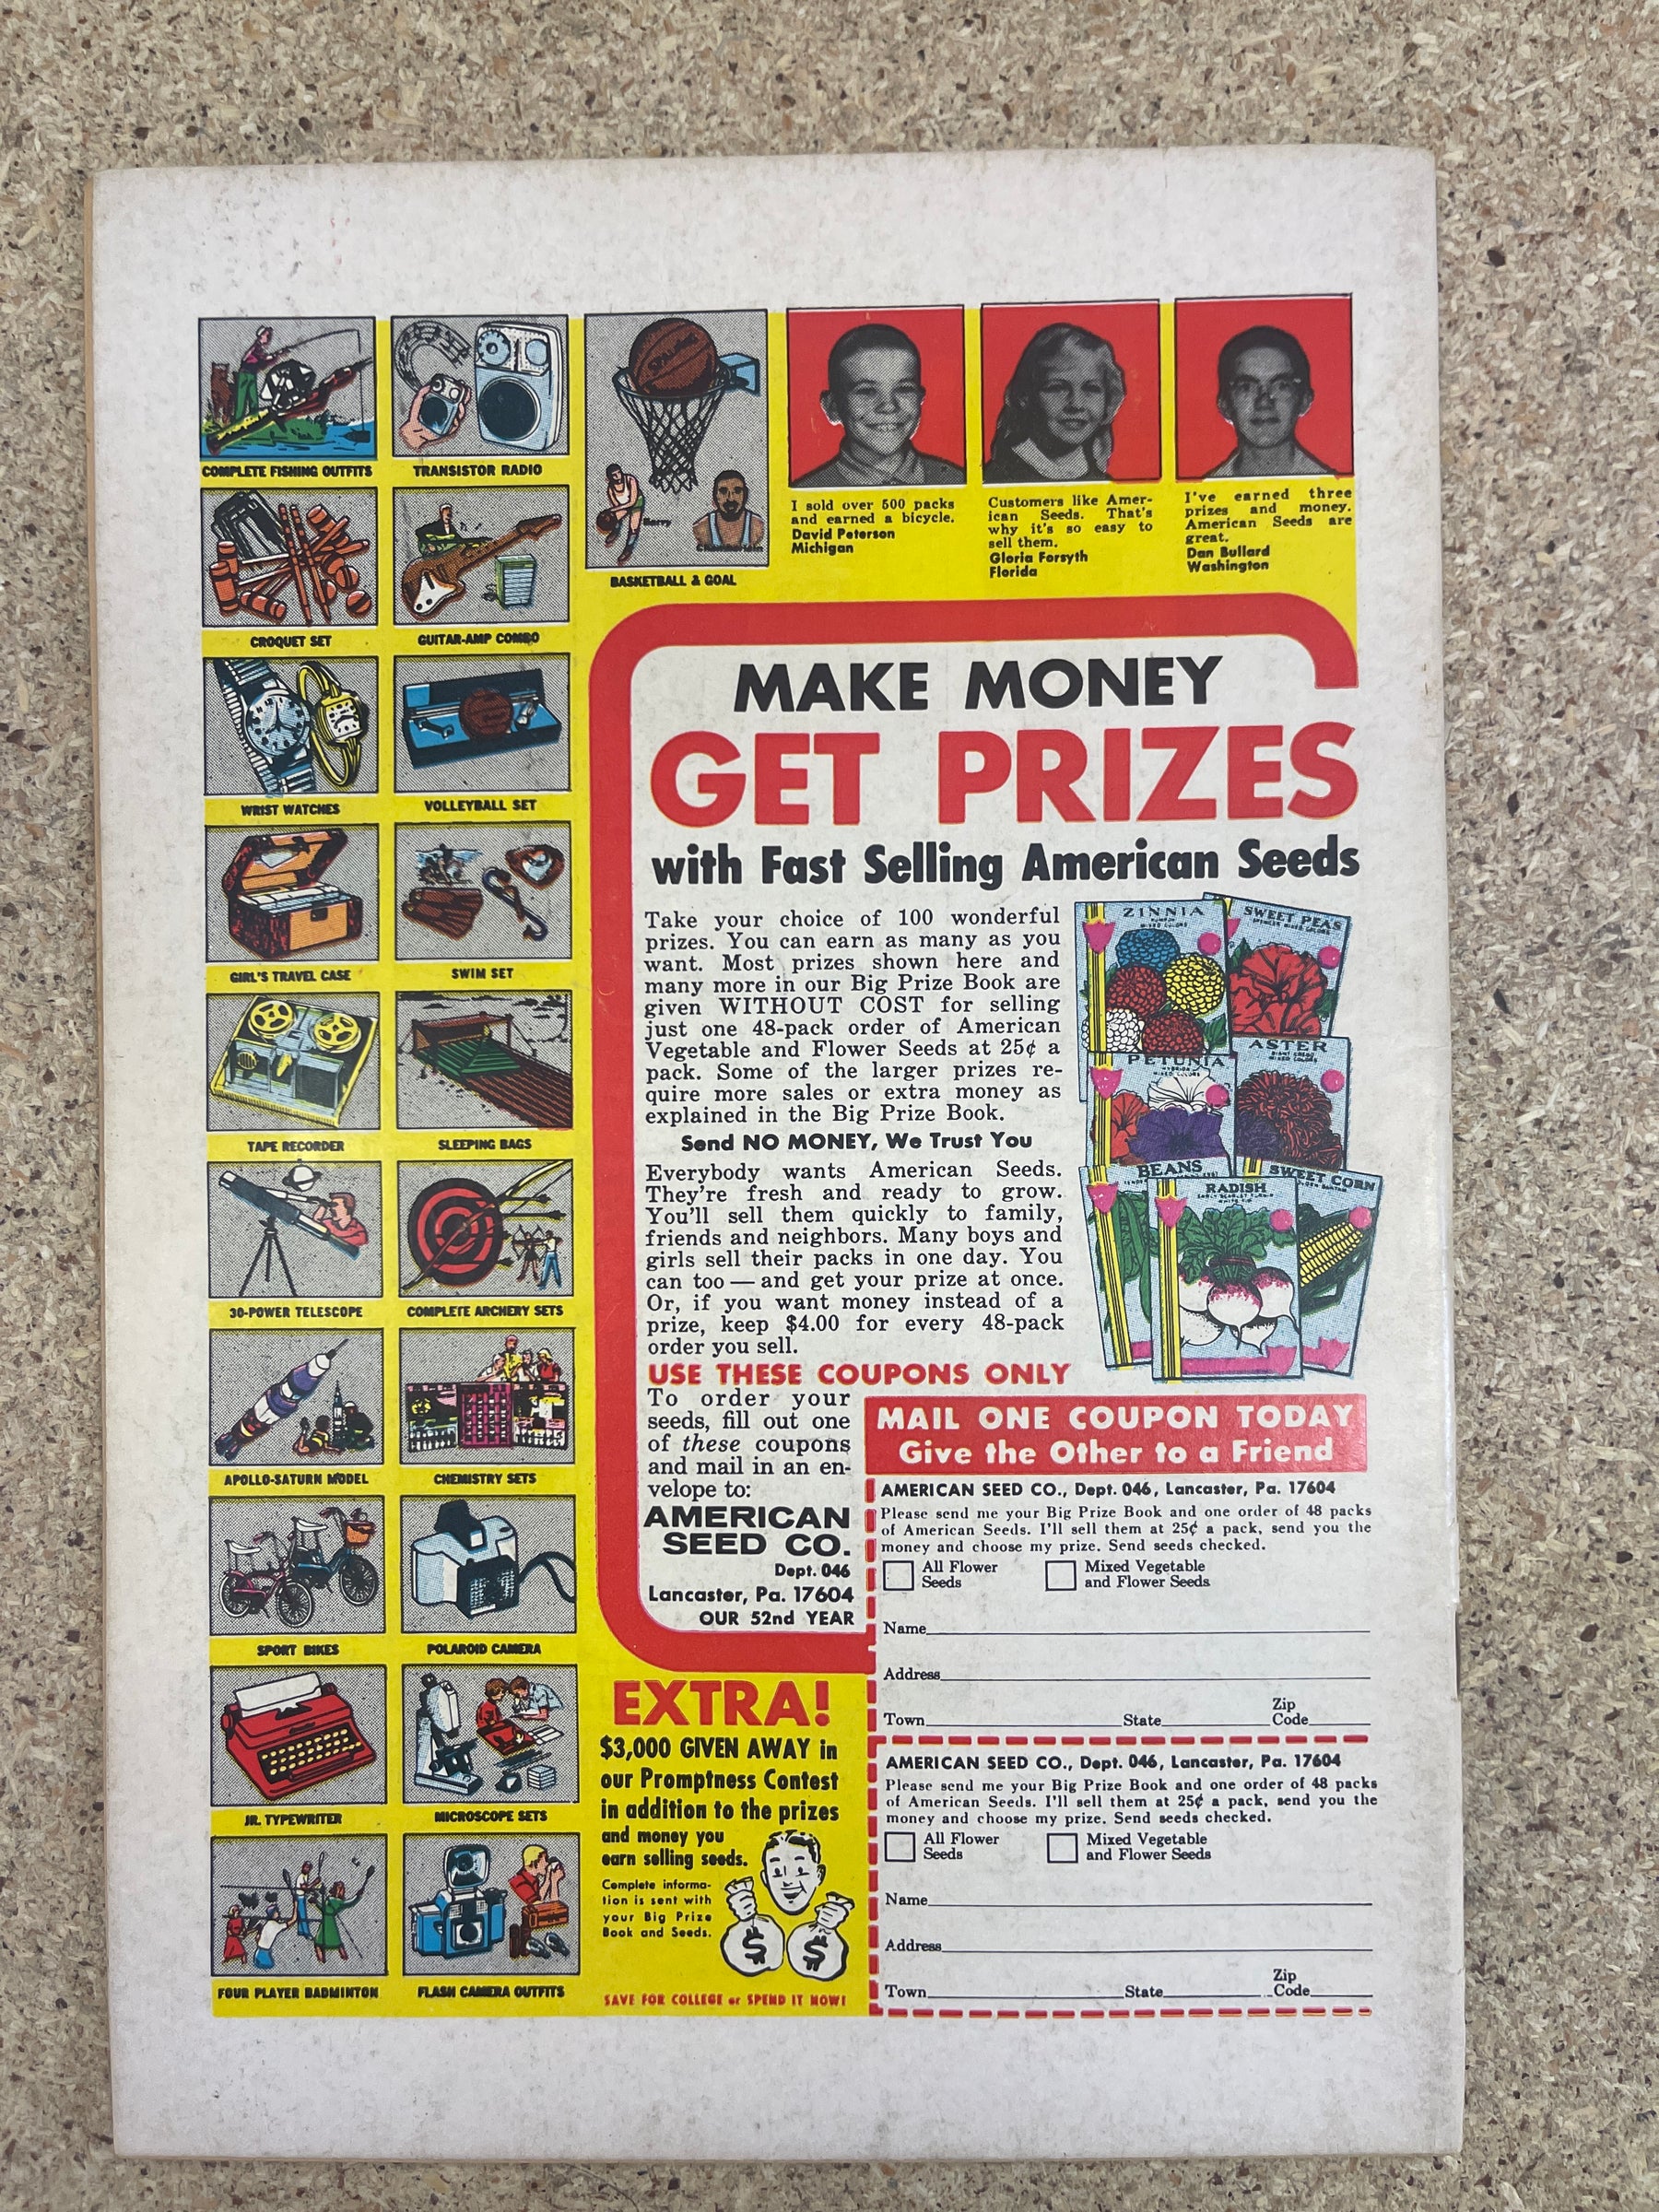 COMPLETE FISHING OUTFITS
TRANSISTOR RADIO
CROQUET SET
GUITAR-AMP COMBO
WRIST WATCHES
VOLLEYBALL SET
GIRL'S TRAVEL CASE
SWIM SET
TAPE RECORDER
SLEEPING BAGS
30-POWER TELESCOPE
COMPLETE ARCHERY SETS
APOLLO-SATURN MODEL
CHEMISTRY SETS
SPORT BIKES
POLAROID CAMERA
JR. TYPEWRITER
MICROSCOPE SETS
FOUR PLAYER BADMINTON
FLASH CAMERA OUTFITS
SPALDING
Barry
Chamberlain
BASKETBALL & GOAL
I sold over 500 packs
and earned a bicycle.
David Peterson
Michigan
Customers like Amer-
ican Seeds. That's
why it's so easy to
sell them.
Gloria Forsyth
Florida
I've earned three
prizes and money.
American Seeds are
great.
Dan Bullard
Washington
MAKE MONEY
GET PRIZES
with Fast Selling American Seeds
Take your choice of 100 wonderful
prizes. You can earn as many as you
want. Most prizes shown here and
many more in our Big Prize Book are
given WITHOUT COST for selling
just one 48-pack order of American
Vegetable and Flower Seeds at 25¢ a
pack. Some of the larger prizes re-
quire more sales or extra money as
explained in the Big Prize Book.
Send NO MONEY, We Trust You
Everybody wants American Seeds.
They're fresh and ready to grow.
You'll sell them quickly to family,
friends and neighbors. Many boys and
girls sell their packs in one day. You
can too — and get your prize at once.
Or, if you want money instead of a
prize, keep $4.00 for every 48-pack
order you sell.
ZINNIA
MIXED COLORS
SWEET PEAS
MIXED COLORS
PETUNIA
MIXED COLORS
ASTER
MIXED COLORS
BEANS
RADISH
SWEET CORN
USE THESE COUPONS ONLY
To order your
seeds, fill out one
of these coupons
and mail in an en-
velope to:
AMERICAN
SEED CO.
Dept. 046
Lancaster, Pa. 17604
OUR 52nd YEAR
MAIL ONE COUPON TODAY
Give the Other to a Friend
AMERICAN SEED CO., Dept. 046, Lancaster, Pa. 17604
Please send me your Big Prize Book and one order of 48 packs
of American Seeds. I'll sell them at 25¢ a pack, send you the
money and choose my prize. Send seeds checked.
All Flower Seeds
Mixed Vegetable and Flower Seeds
Name
Address
Town State Zip Code
AMERICAN SEED CO., Dept. 046, Lancaster, Pa. 17604
Please send me your Big Prize Book and one order of 48 packs
of American Seeds. I'll sell them at 25¢ a pack, send you the
money and choose my prize. Send seeds checked.
All Flower Seeds
Mixed Vegetable and Flower Seeds
Name
Address
Town State Zip Code
EXTRA!
$3,000 GIVEN AWAY in
our Promptness Contest
in addition to the prizes
and money you
earn selling seeds.
Complete informa-
tion is sent with
your Big Prize
Book and Seeds.
$ $
SAVE FOR COLLEGE or SPEND IT NOW!